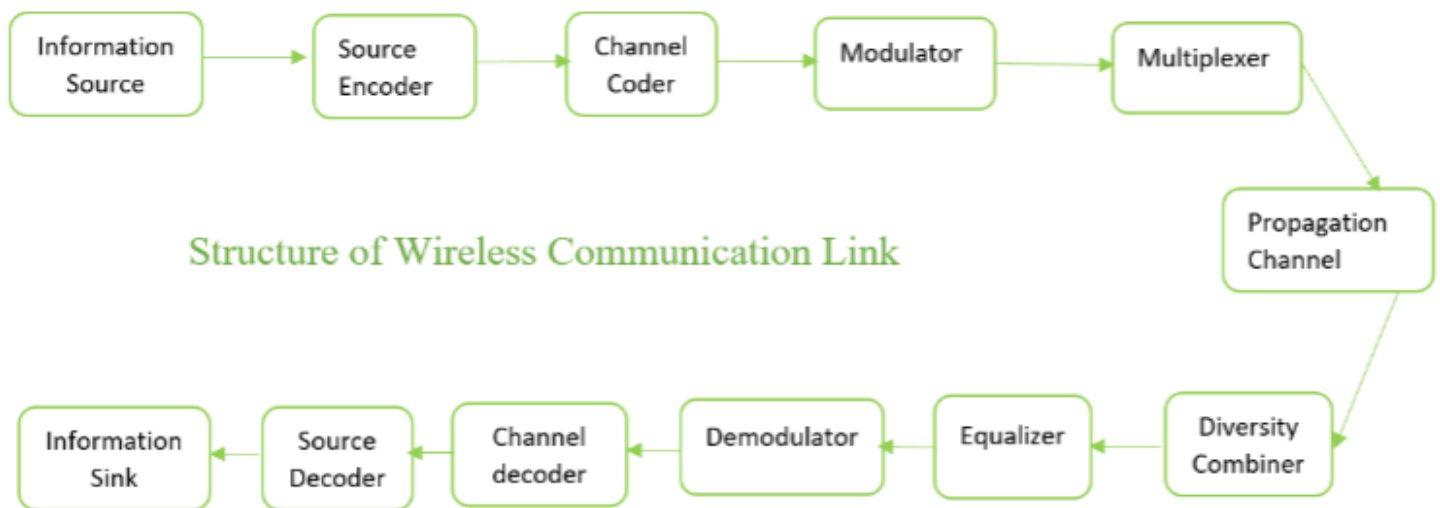 Information
Source
Source
Encoder
Channel
Coder
Modulator
Multiplexer
Propagation
Channel
Structure of Wireless Communication Link
Information
Sink
Source
Decoder
Channel
decoder
Demodulator
Equalizer
Diversity
Combiner